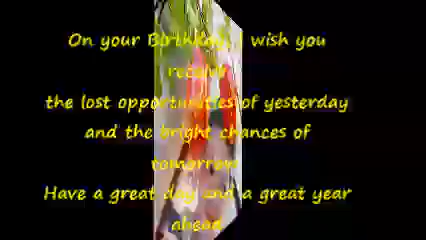 On your Birthday I wish you
receive
the lost opportunities of yesterday
and the bright chances of
tomorrow
Have a great day and a great year
ahead